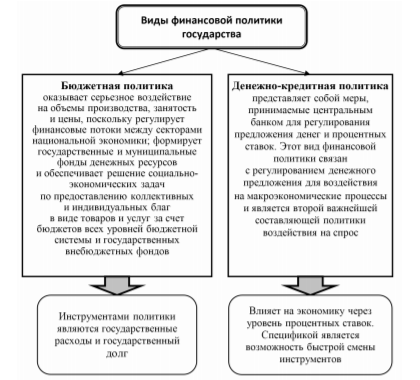 Виды финансовой политики
государства
Бюджетная политика
оказывает серьезное воздействие
на объемы производства, занятость
и цены, поскольку регулирует
финансовые потоки между секторами
национальной экономики; формирует
государственные и муниципальные
фонды денежных ресурсов
и обеспечивает решение социально-
экономических задач
по предоставлению коллективных
и индивидуальных благ
в виде товаров и услуг за счет
бюджетов всех уровней бюджетной
системы и государственных
внебюджетных фондов
Денежно-кредитная политика
представляет собой меры,
принимаемые центральным
банком для регулирования
предложения денег и процентных
ставок. Этот вид финансовой
политики связан
с регулированием денежного
предложения для воздействия
на макроэкономические процессы
и является второй важнейшей
составляющей политики
воздействия на спрос
Инструментами политики
являются государственные
расходы и государственный
долг
Влияет на экономику через
уровень процентных ставок.
Спецификой является
возможность быстрой смены
инструментов